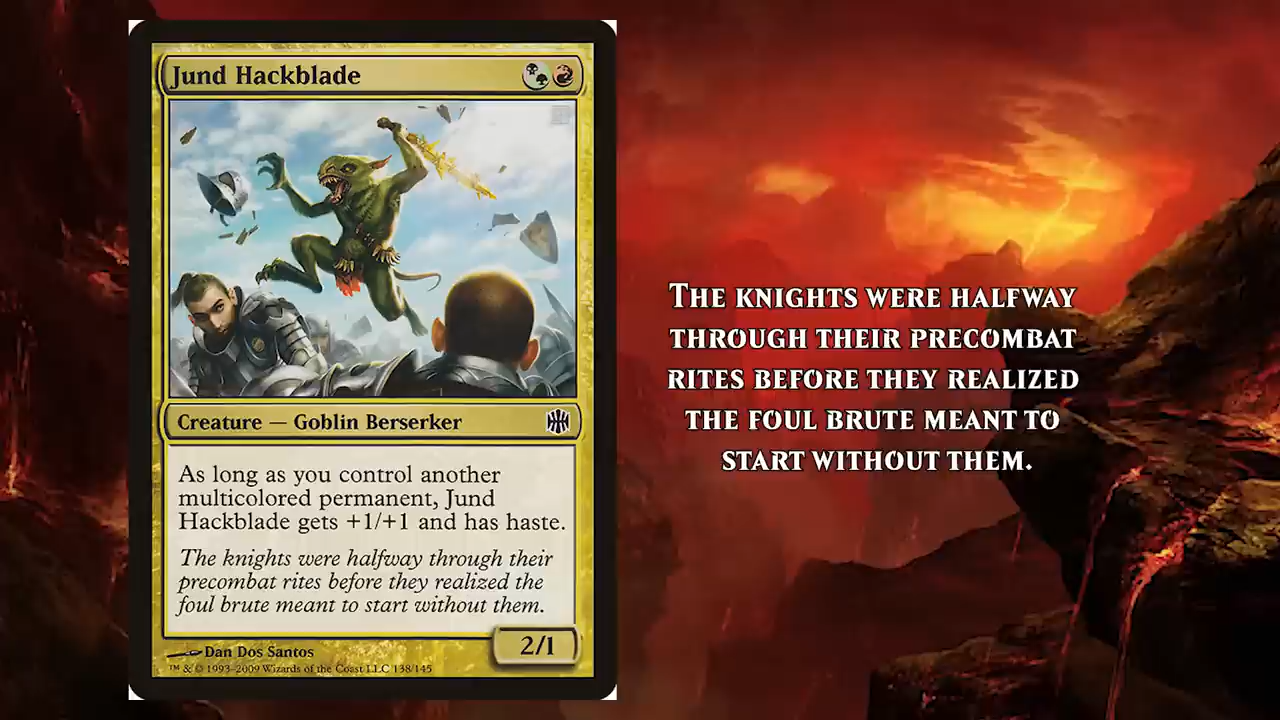 Jund Hackblade
Creature — Goblin Berserker
As long as you control another
multicolored permanent, Jund
Hackblade gets +1/+1 and has haste.
The knights were halfway through their
precombat rites before they realized the
foul brute meant to start without them.
2/1
Dan Dos Santos
™ & © 1993–2009 Wizards of the Coast LLC 138/145
THE KNIGHTS WERE HALFWAY
THROUGH THEIR PRECOMBAT
RITES BEFORE THEY REALIZED
THE FOUL BRUTE MEANT TO
START WITHOUT THEM.